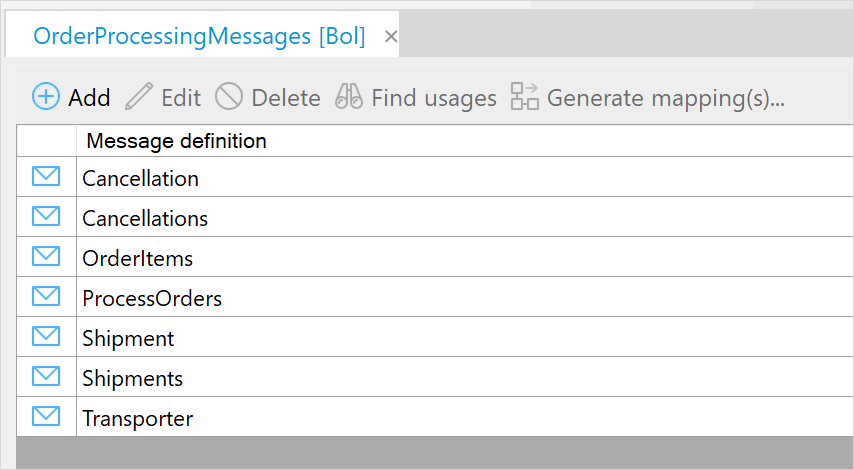 OrderProcessingMessages [Bol]
Add Edit Delete Find usages Generate mapping(s)...
Message definition
Cancellation
Cancellations
OrderItems
ProcessOrders
Shipment
Shipments
Transporter